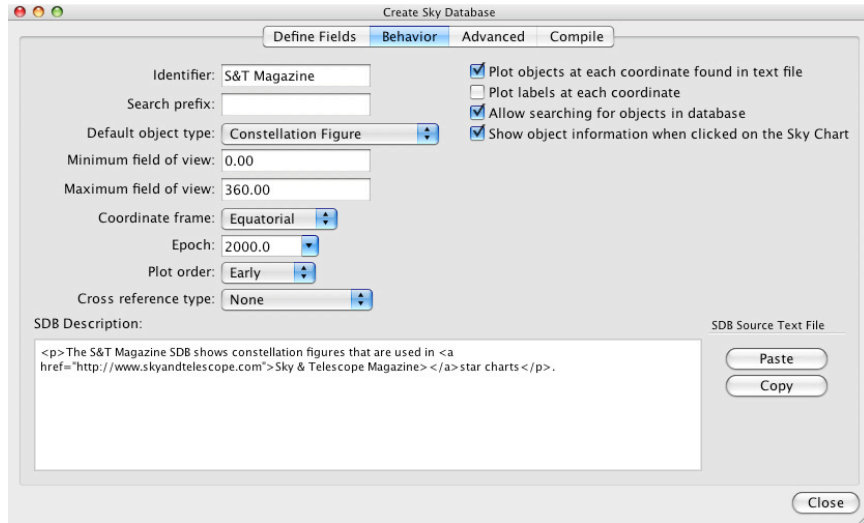 Create Sky Database
Define Fields Behavior Advanced Compile
Identifier: S&T Magazine
Search prefix:
Default object type: Constellation Figure
Minimum field of view: 0.00
Maximum field of view: 360.00
Coordinate frame: Equatorial
Epoch: 2000.0
Plot order: Early
Cross reference type: None
Plot objects at each coordinate found in text file
Plot labels at each coordinate
Allow searching for objects in database
Show object information when clicked on the Sky Chart
SDB Description:
<p>The S&T Magazine SDB shows constellation figures that are used in <a
href="http://www.skyandtelescope.com">Sky & Telescope Magazine></a>star charts</p>.
SDB Source Text File
Paste
Copy
Close